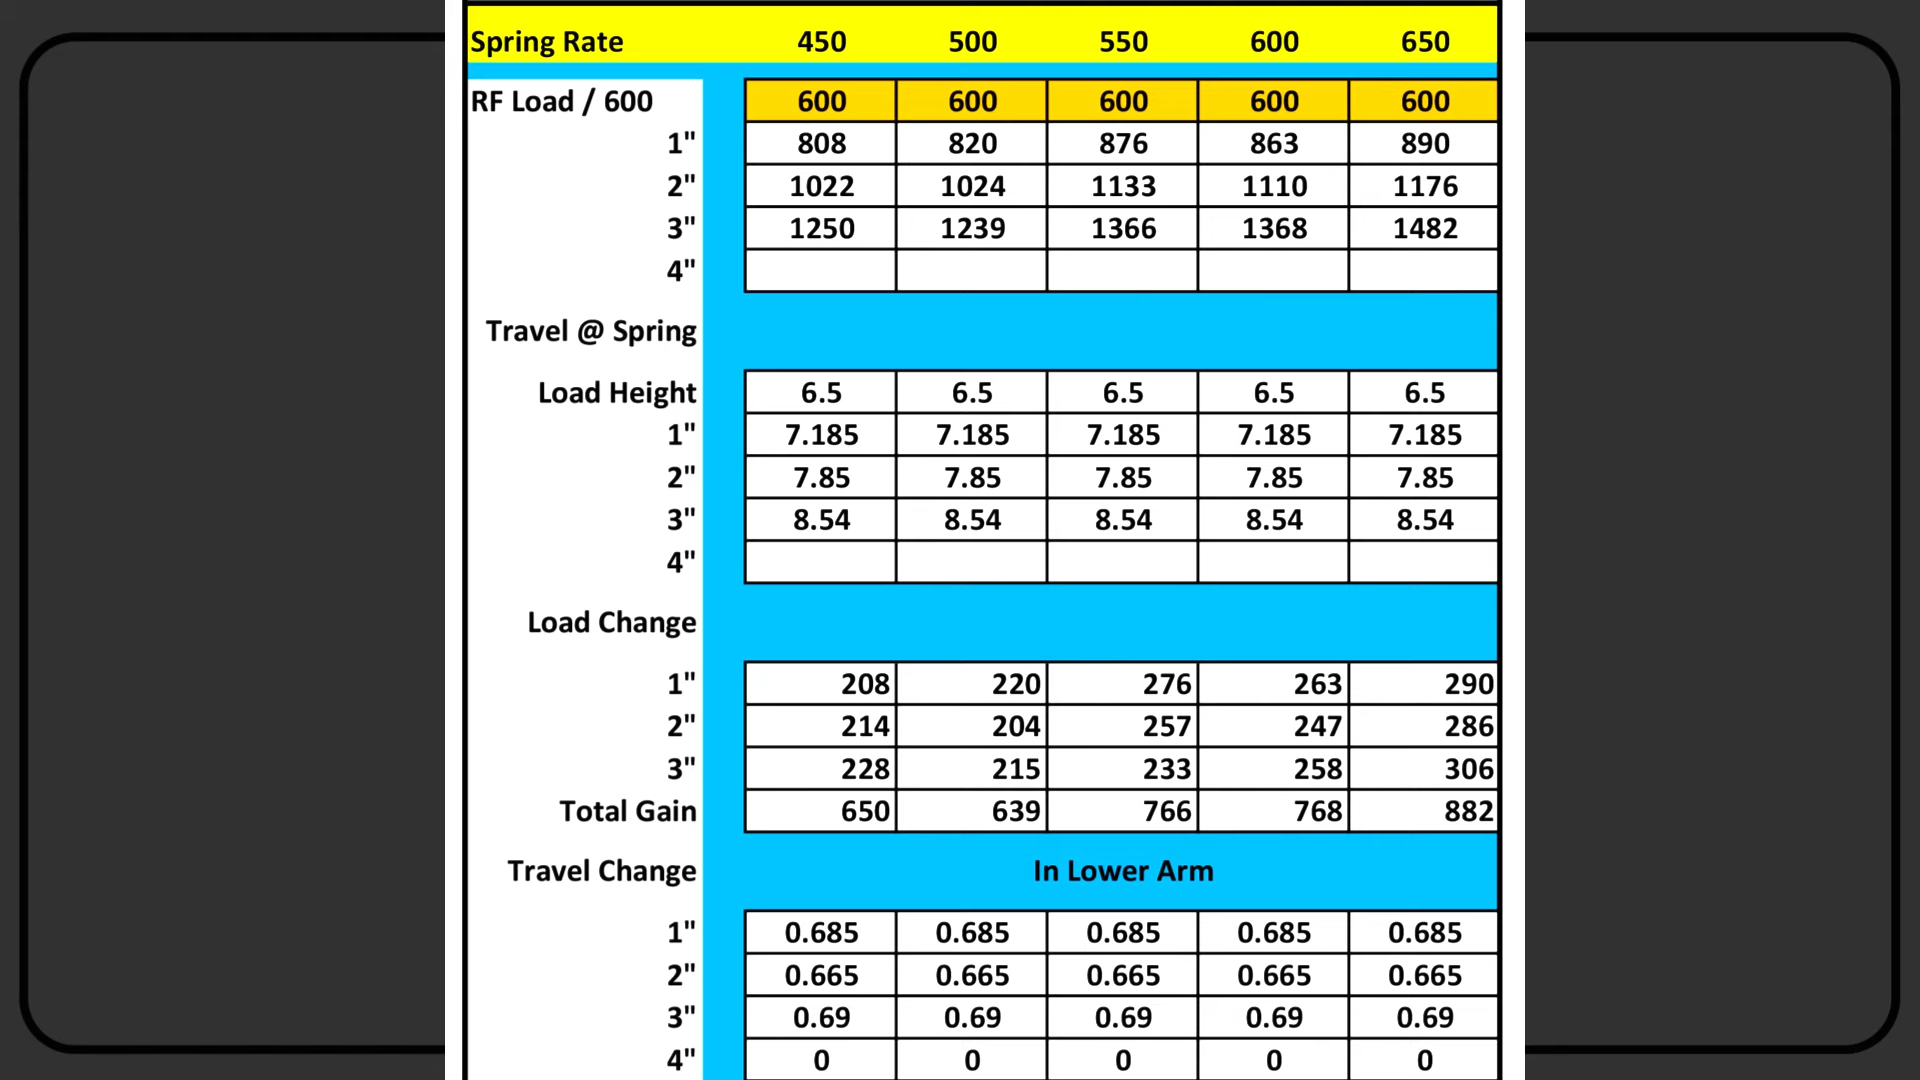 Spring Rate 450 500 550 600 650
RF Load / 600 600 600 600 600 600
1" 808 820 876 863 890
2" 1022 1024 1133 1110 1176
3" 1250 1239 1366 1368 1482
4"
Travel @ Spring
Load Height 6.5 6.5 6.5 6.5 6.5
1" 7.185 7.185 7.185 7.185 7.185
2" 7.85 7.85 7.85 7.85 7.85
3" 8.54 8.54 8.54 8.54 8.54
4"
Load Change
1" 208 220 276 263 290
2" 214 204 257 247 286
3" 228 215 233 258 306
Total Gain 650 639 766 768 882
Travel Change In Lower Arm
1" 0.685 0.685 0.685 0.685 0.685
2" 0.665 0.665 0.665 0.665 0.665
3" 0.69 0.69 0.69 0.69 0.69
4" 0 0 0 0 0